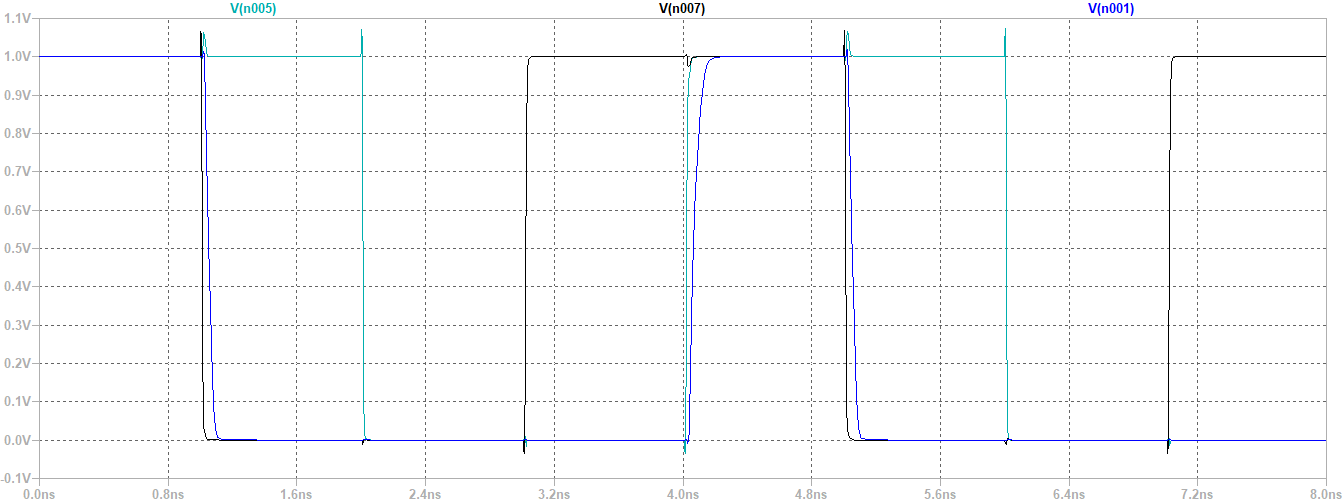 V(n005) V(n007) V(n001)
1.1V
1.0V
0.9V
0.8V
0.7V
0.6V
0.5V
0.4V
0.3V
0.2V
0.1V
0.0V
-0.1V
0.0ns 0.8ns 1.6ns 2.4ns 3.2ns 4.0ns 4.8ns 5.6ns 6.4ns 7.2ns 8.0ns